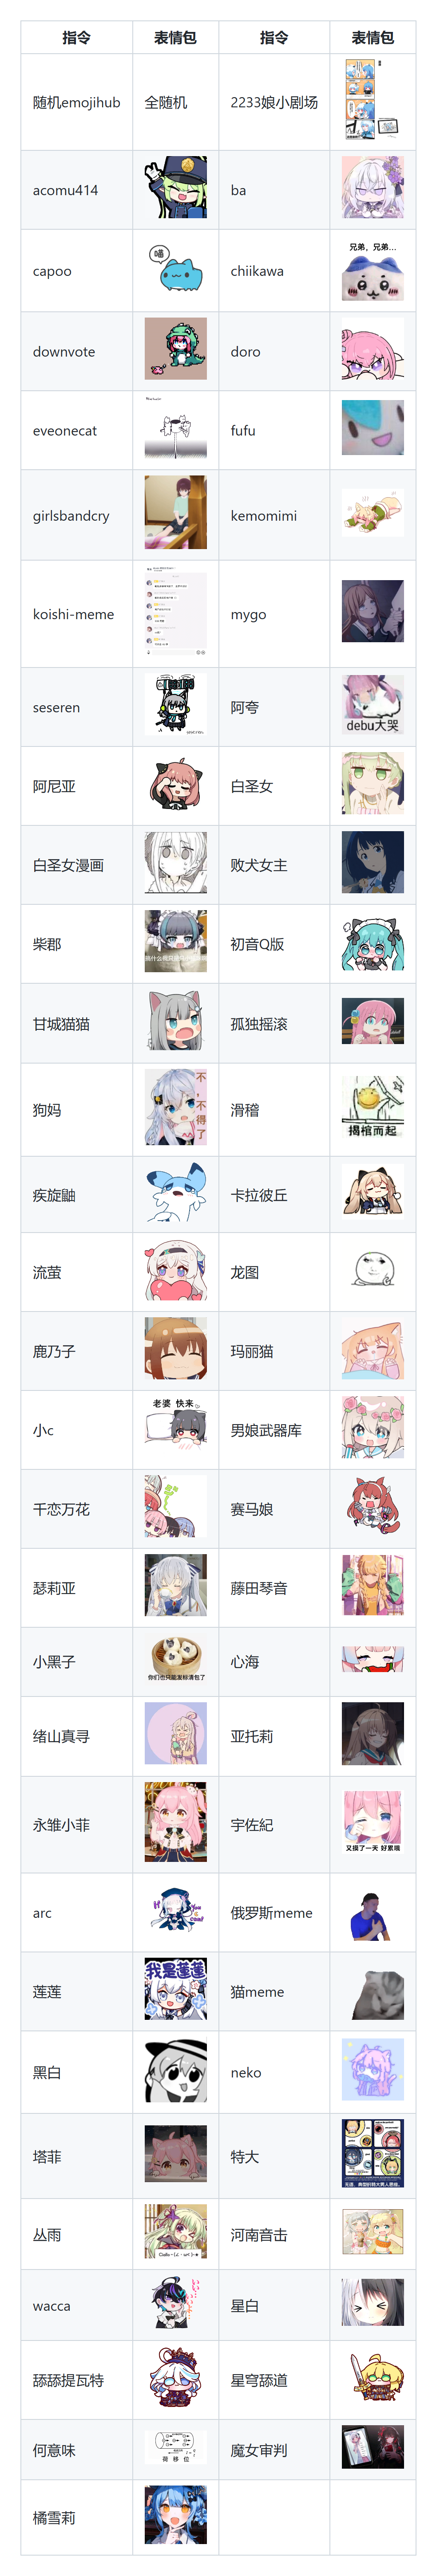 指令 表情包 指令 表情包
随机emojihub 全随机 2233娘小剧场
acomu414 ba
capoo 喵 chiikawa 兄弟，兄弟...
downvote doro
eveonecat fufu
girlsbandcry kemomimi
koishi-meme mygo
seseren 阿夸 debu大哭
阿尼亚 白圣女
白圣女漫画 败犬女主
柴郡 初音Q版
甘城猫猫 孤独摇滚
狗妈 不，不得了 滑稽 揭棺而起
疾旋鼬 卡拉彼丘
流萤 龙图
鹿乃子 玛丽猫
小c 老婆 快来 男娘武器库
千恋万花 赛马娘
瑟莉亚 藤田琴音
小黑子 你们也只能发标清包了 心海
绪山真寻 亚托莉
永雏小菲 宇佐紀 又摸了一天 好累哦
arc 俄罗斯meme
莲莲 我是莲莲 猫meme
黑白 neko
塔菲 特大
丛雨 河南音击
wacca 星白
舔舔提瓦特 星穹舔道
何意味 荷移位 魔女审判
橘雪莉